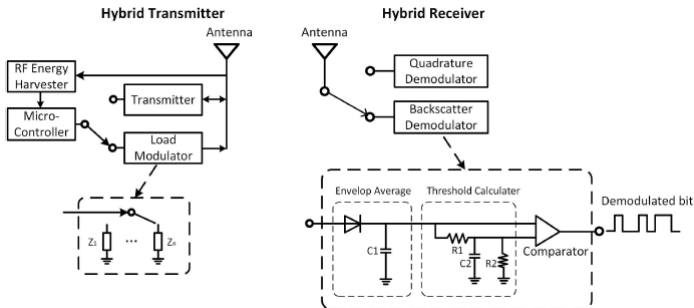 Hybrid Transmitter
Hybrid Receiver
Antenna
Antenna
RF Energy
Harvester
Transmitter
Micro-
Controller
Load
Modulator
Z1
...
Zn
Quadrature
Demodulator
Backscatter
Demodulator
Envelop Average
Threshold Calculater
Demodulated bit
C1
R1
C2
R2
Comparator